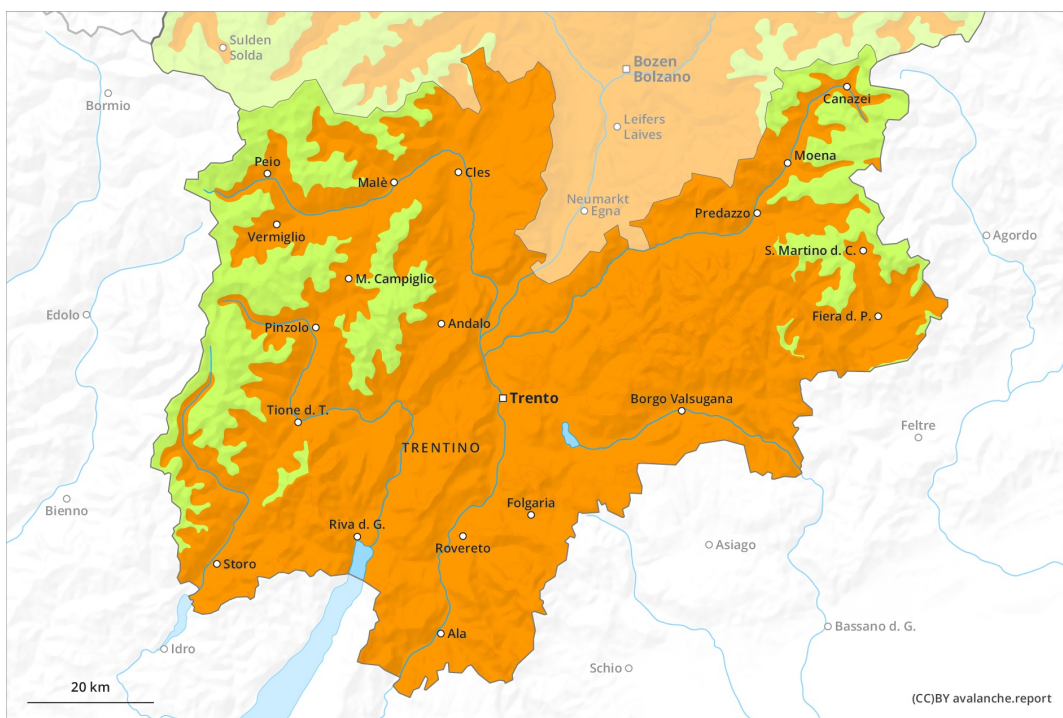 Sulden
Solda
Bozen
Bolzano
Bormio
Canazei
Leifers
Laives
Moena
Peio
Cles
Malè
Neumarkt
Egna
Predazzo
Vermiglio
Agordo
S. Martino d. C.
M. Campiglio
Edolo
Pinzolo
Andalo
Fiera d. P.
Trento
Borgo Valsugana
Tione d. T.
Feltre
TRENTINO
Bienno
Folgaria
Riva d. G.
Rovereto
Asiago
Storo
Ala
Bassano d. G.
Idro
Schio
20 km
(CC)BY avalanche.report